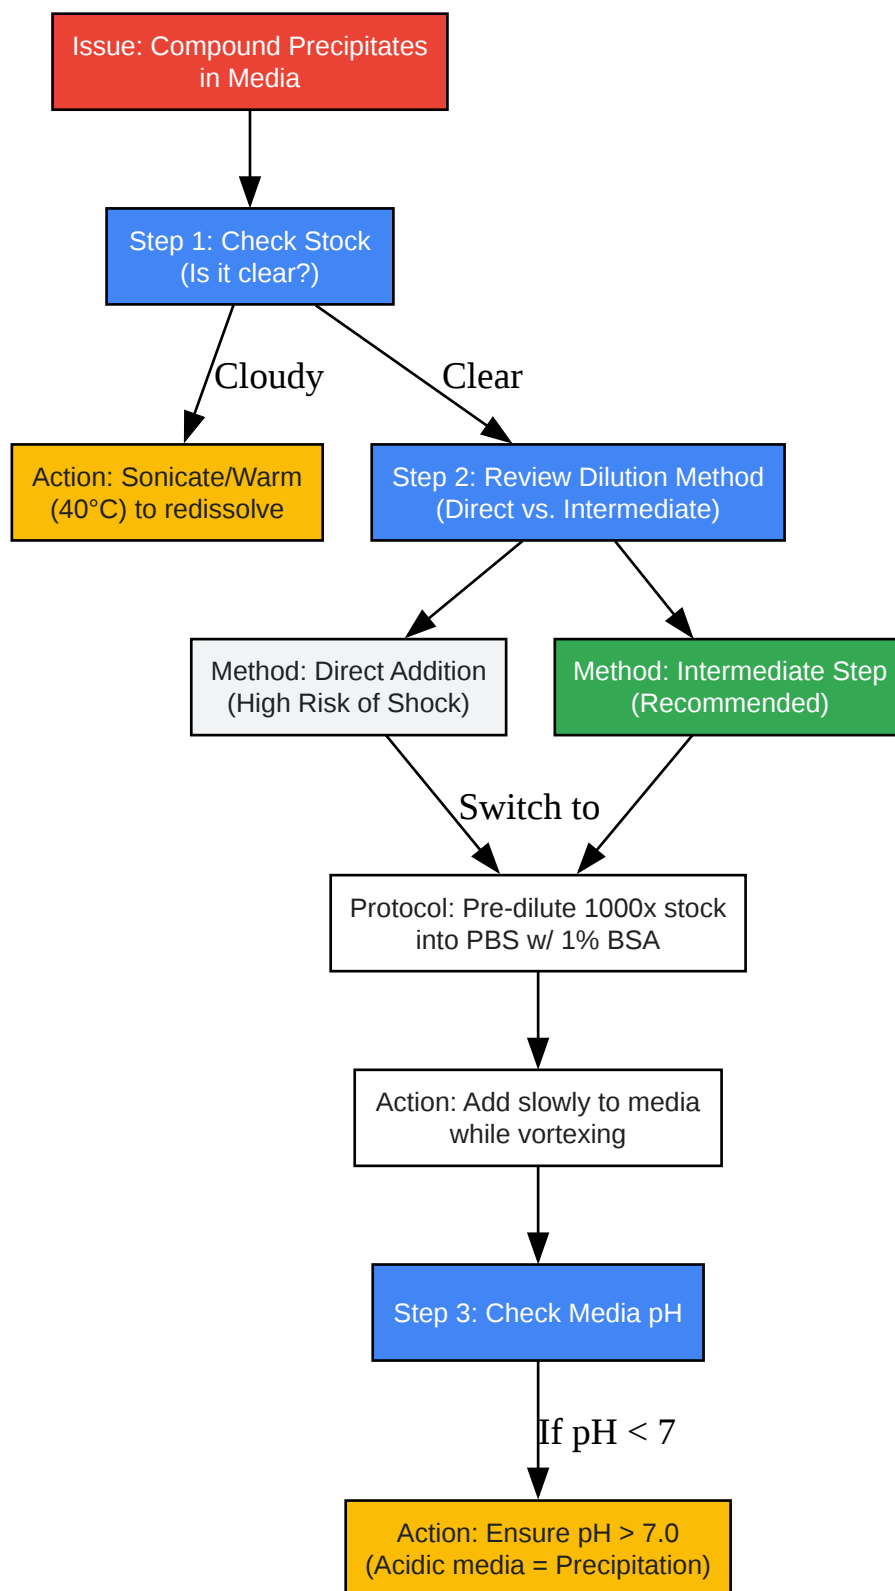 Issue: Compound Precipitates
in Media
Step 1: Check Stock
(Is it clear?)
Cloudy
Clear
Action: Sonicate/Warm
(40°C) to redissolve
Step 2: Review Dilution Method
(Direct vs. Intermediate)
Method: Direct Addition
(High Risk of Shock)
Method: Intermediate Step
(Recommended)
Switch to
Protocol: Pre-dilute 1000x stock
into PBS w/ 1% BSA
Action: Add slowly to media
while vortexing
Step 3: Check Media pH
If pH < 7
Action: Ensure pH > 7.0
(Acidic media = Precipitation)